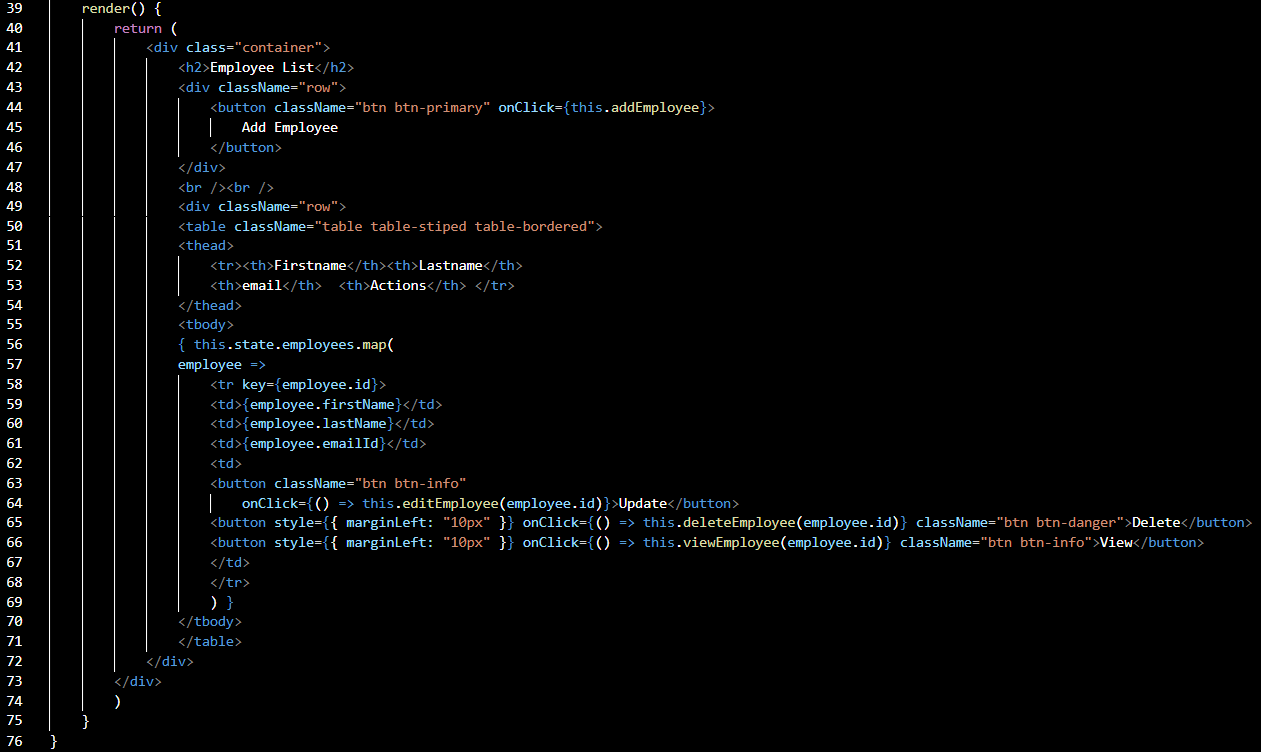 39 render() {
40 return (
41 <div class="container">
42 <h2>Employee List</h2>
43 <div className="row">
44 <button className="btn btn-primary" onClick={this.addEmployee}>
45 Add Employee
46 </button>
47 </div>
48 <br /><br />
49 <div className="row">
50 <table className="table table-stiped table-bordered">
51 <thead>
52 <tr><th>Firstname</th><th>Lastname</th>
53 <th>email</th>  <th>Actions</th> </tr>
54 </thead>
55 <tbody>
56 { this.state.employees.map(
57 employee =>
58 <tr key={employee.id}>
59 <td>{employee.firstName}</td>
60 <td>{employee.lastName}</td>
61 <td>{employee.emailId}</td>
62 <td>
63 <button className="btn btn-info"
64 onClick={() => this.editEmployee(employee.id)}>Update</button>
65 <button style={{ marginLeft: "10px" }} onClick={() => this.deleteEmployee(employee.id)} className="btn btn-danger">Delete</button>
66 <button style={{ marginLeft: "10px" }} onClick={() => this.viewEmployee(employee.id)} className="btn btn-info">View</button>
67 </td>
68 </tr>
69 ) }
70 </tbody>
71 </table>
72 </div>
73 </div>
74 )
75 }
76 }